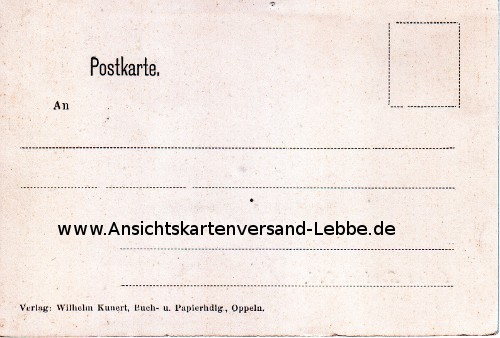 Postkarte.
An
www.Ansichtskartenversand-Lebbe.de
Verlag: Wilhelm Kunert, Buch- u. Papierhdlg., Oppeln.